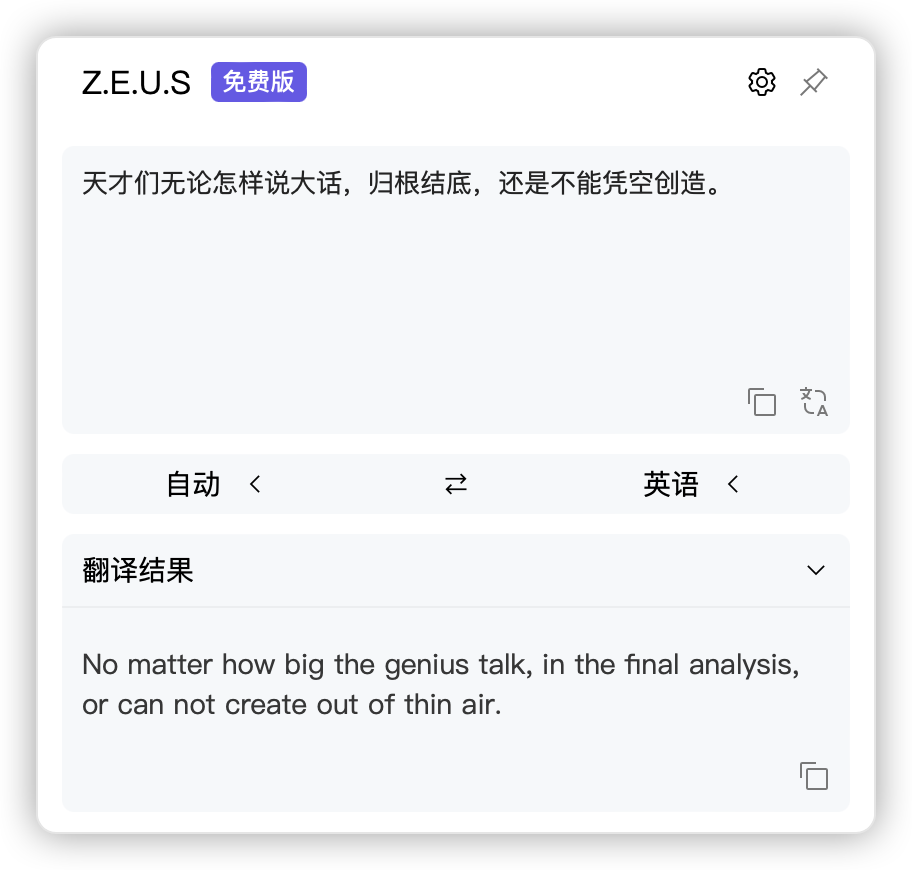 Z.E.U.S 免费版
天才们无论怎样说大话，归根结底，还是不能凭空创造。
文 A
自动 英语
翻译结果
No matter how big the genius talk, in the final analysis,
or can not create out of thin air.